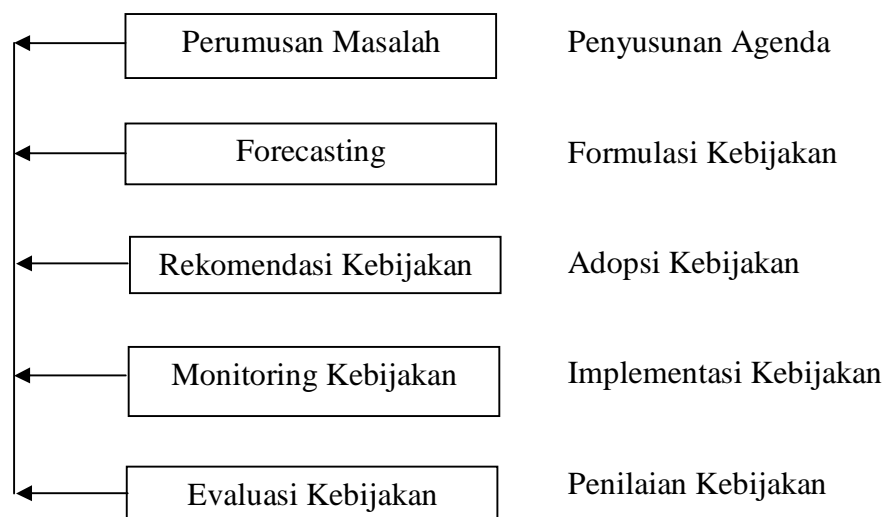 Perumusan Masalah Penyusunan Agenda
Forecasting Formulasi Kebijakan
Rekomendasi Kebijakan Adopsi Kebijakan
Monitoring Kebijakan Implementasi Kebijakan
Evaluasi Kebijakan Penilaian Kebijakan